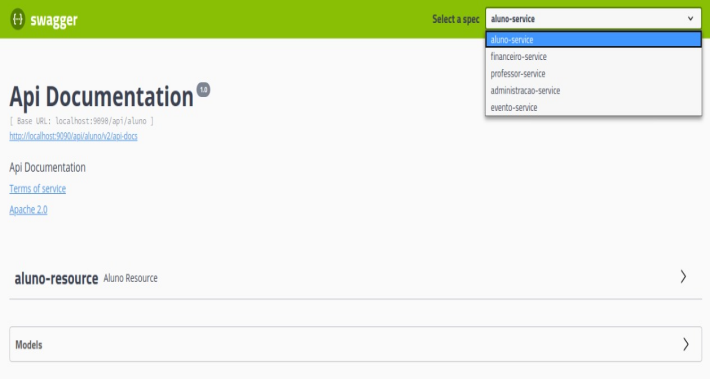 swagger
Select a spec aluno-service
aluno-service
financeiro-service
professor-service
administracao-service
evento-service
Api Documentation 1.0
[ Base URL: localhost:9090/api/aluno ]
http://localhost:9090/api/aluno/v2/api-docs
Api Documentation
Terms of service
Apache 2.0
aluno-resource Aluno Resource
Models